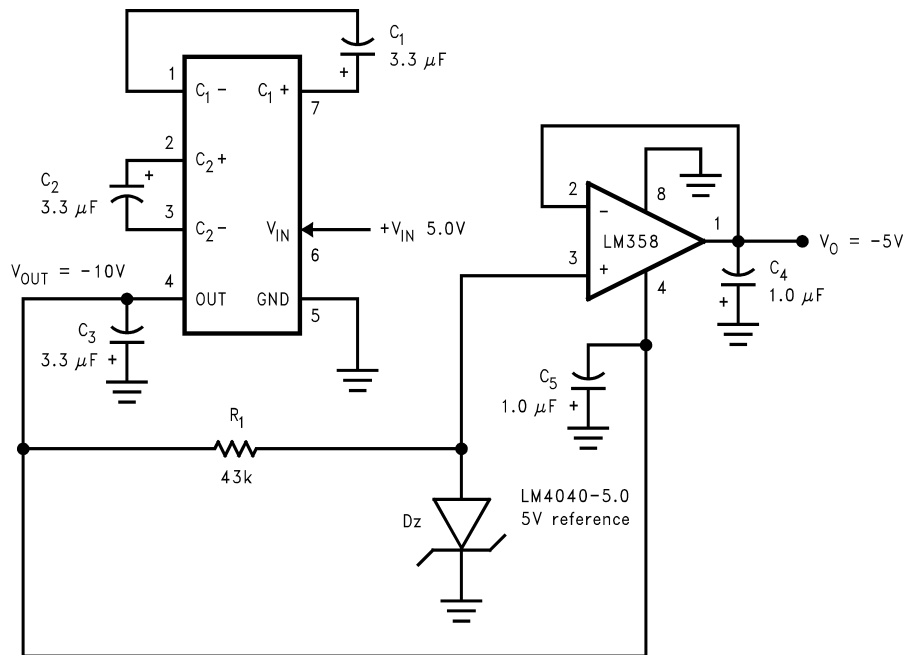 C1
3.3 µF
+
1
C1 −
C1 +
7
2
C2 +
+
C2
3.3 µF
3
C2 −
VIN
+VIN 5.0V
6
VOUT = −10V
4
OUT
GND
5
C3
3.3 µF +
2
−
8
LM358
1
VO = −5V
3
+
4
C4
1.0 µF
+
C5
1.0 µF +
R1
43k
Dz
LM4040-5.0
5V reference